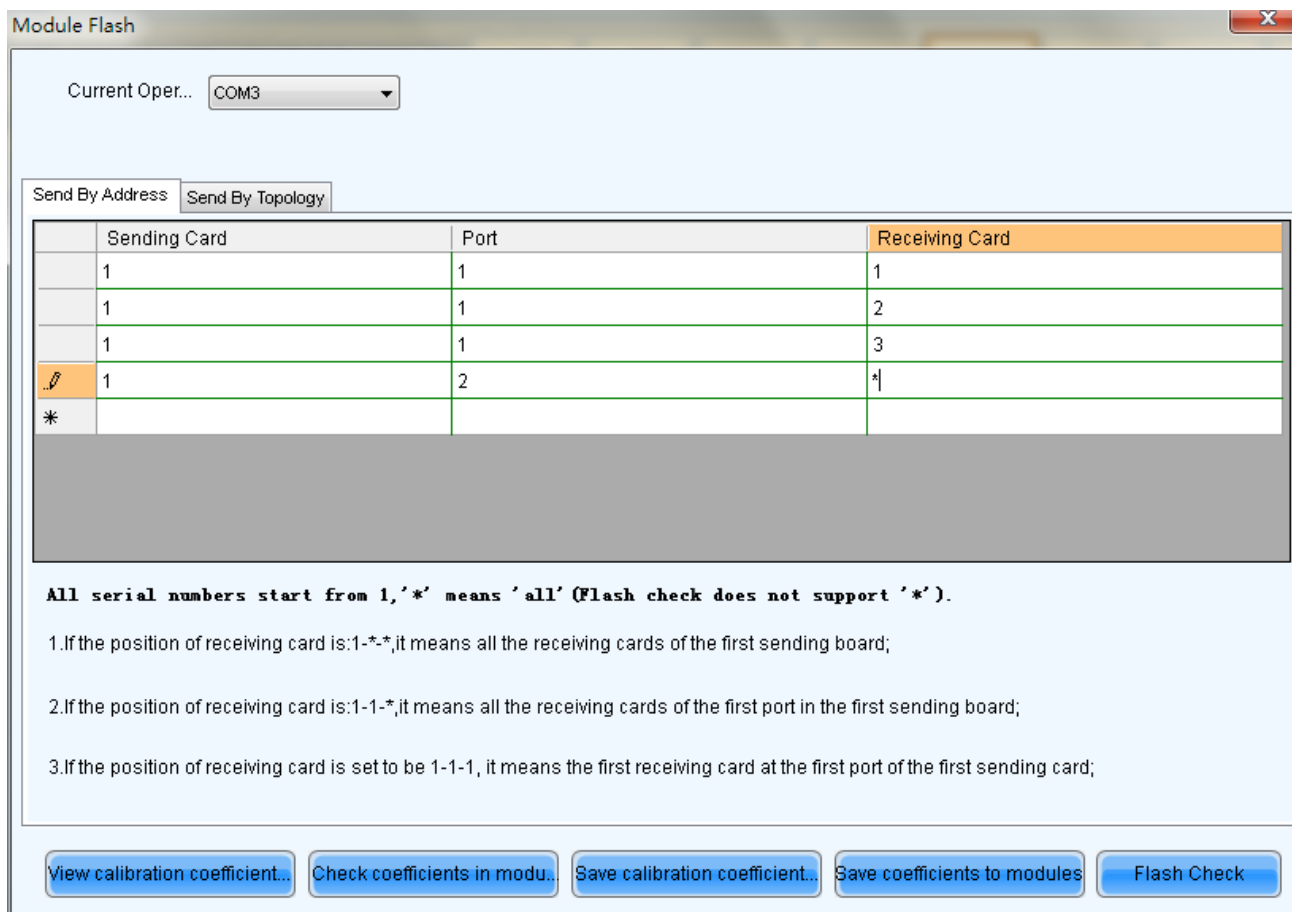 Module Flash
x
Current Oper... COM3
Send By Address Send By Topology
Sending Card Port Receiving Card
1 1 1
1 1 2
1 1 3
1 2 *
*
All serial numbers start from 1,'*' means 'all'(Flash check does not support '*').
1.If the position of receiving card is:1-*-*,it means all the receiving cards of the first sending board;
2.If the position of receiving card is:1-1-*,it means all the receiving cards of the first port in the first sending board;
3.If the position of receiving card is set to be 1-1-1, it means the first receiving card at the first port of the first sending card;
View calibration coefficient... Check coefficients in modu... Save calibration coefficient... Save coefficients to modules Flash Check